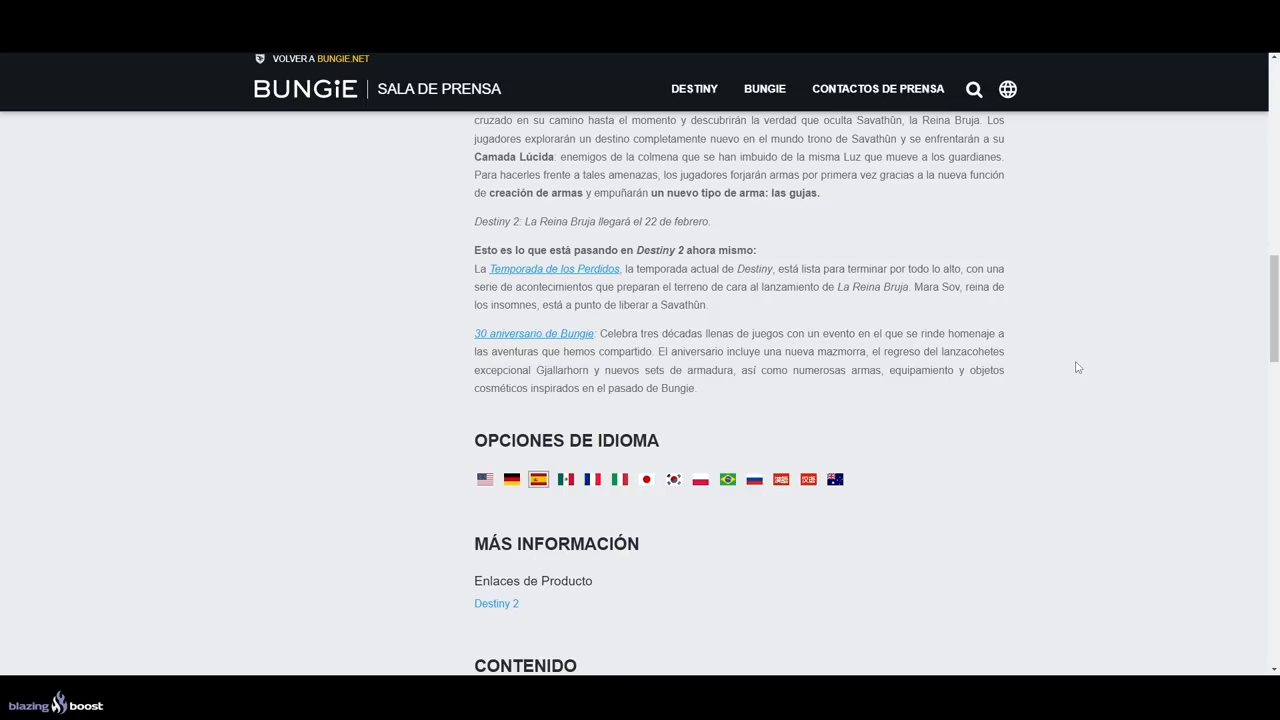 VOLVER A BUNGIE.NET
BUNGiE | SALA DE PRENSA
DESTINY BUNGIE CONTACTOS DE PRENSA
cruzado en su camino hasta el momento y descubrirán la verdad que oculta Savathûn, la Reina Bruja. Los
jugadores explorarán un destino completamente nuevo en el mundo trono de Savathûn y se enfrentarán a su
Camada Lúcida: enemigos de la colmena que se han imbuido de la misma Luz que mueve a los guardianes.
Para hacerles frente a tales amenazas, los jugadores forjarán armas por primera vez gracias a la nueva función
de creación de armas y empuñarán un nuevo tipo de arma: las gujas.
Destiny 2: La Reina Bruja llegará el 22 de febrero.
Esto es lo que está pasando en Destiny 2 ahora mismo:
La Temporada de los Perdidos, la temporada actual de Destiny, está lista para terminar por todo lo alto, con una
serie de acontecimientos que preparan el terreno de cara al lanzamiento de La Reina Bruja. Mara Sov, reina de
los insomnes, está a punto de liberar a Savathûn.
30 aniversario de Bungie: Celebra tres décadas llenas de juegos con un evento en el que se rinde homenaje a
las aventuras que hemos compartido. El aniversario incluye una nueva mazmorra, el regreso del lanzacohetes
excepcional Gjallarhorn y nuevos sets de armadura, así como numerosas armas, equipamiento y objetos
cosméticos inspirados en el pasado de Bungie.
OPCIONES DE IDIOMA
MÁS INFORMACIÓN
Enlaces de Producto
Destiny 2
CONTENIDO
blazing boost